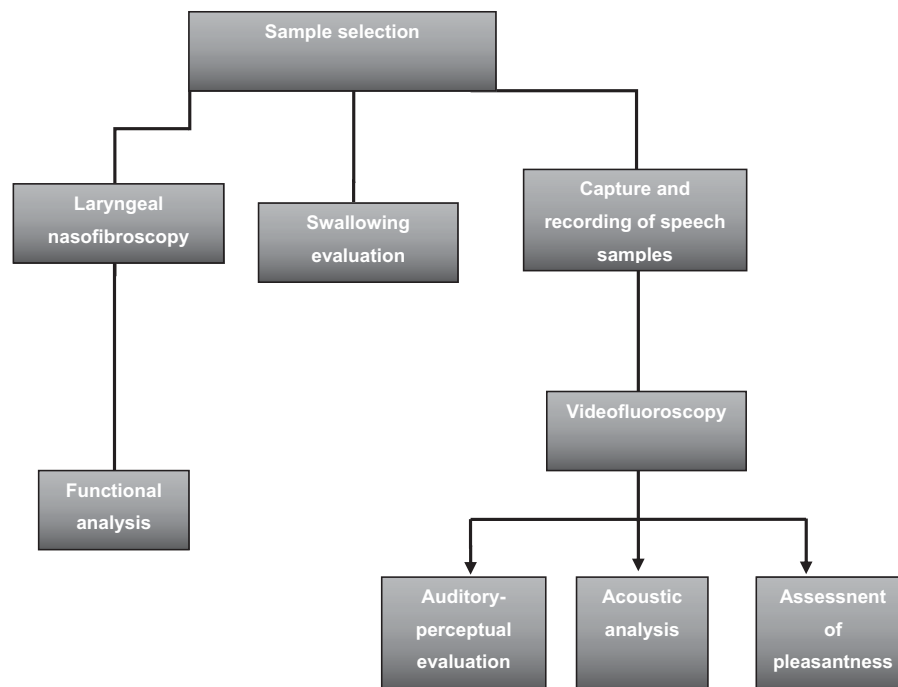 Sample selection
Laryngeal
nasofibroscopy
Swallowing
evaluation
Capture and
recording of speech
samples
Videofluoroscopy
Functional
analysis
Auditory-
perceptual
evaluation
Acoustic
analysis
Assessnent
of
pleasantness